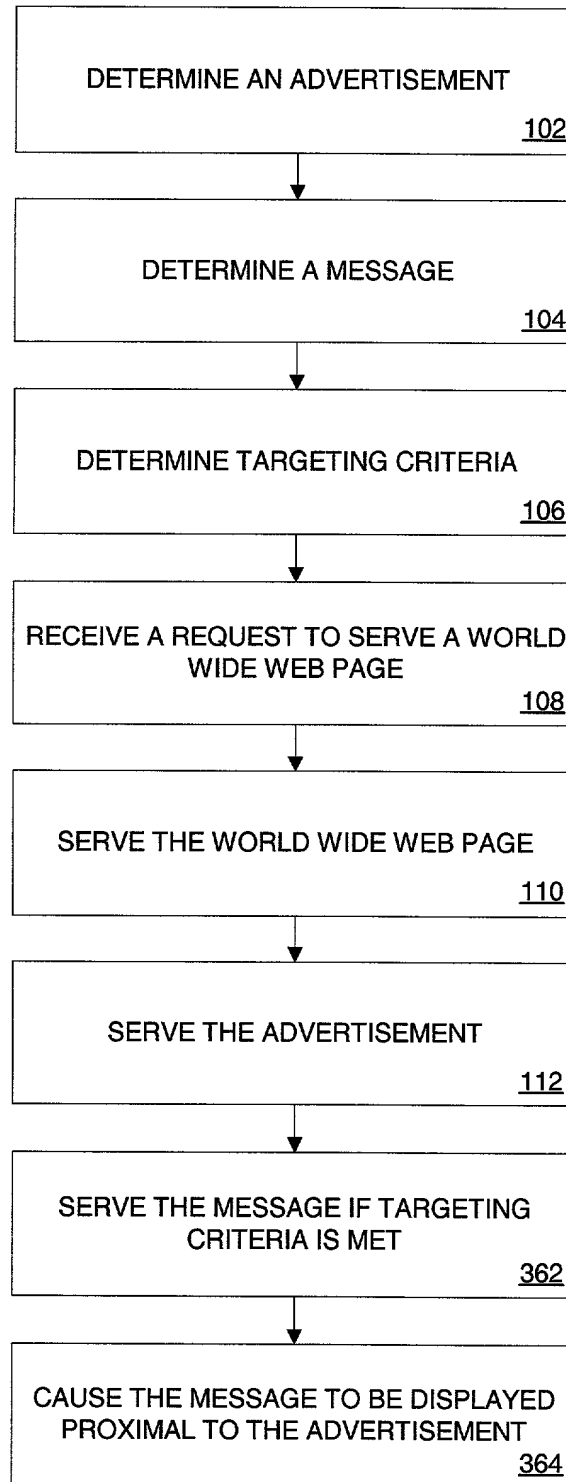 DETERMINE AN ADVERTISEMENT
102
DETERMINE A MESSAGE
104
DETERMINE TARGETING CRITERIA
106
RECEIVE A REQUEST TO SERVE A WORLD
WIDE WEB PAGE
108
SERVE THE WORLD WIDE WEB PAGE
110
SERVE THE ADVERTISEMENT
112
SERVE THE MESSAGE IF TARGETING
CRITERIA IS MET
362
CAUSE THE MESSAGE TO BE DISPLAYED
PROXIMAL TO THE ADVERTISEMENT
364